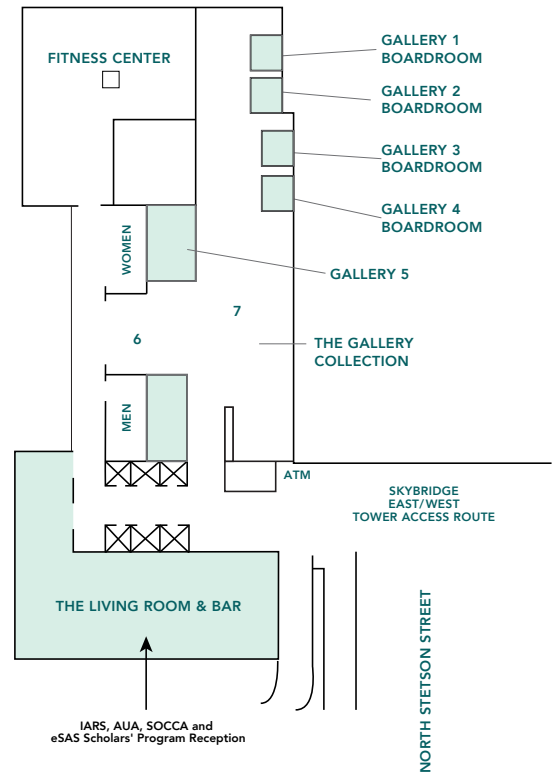 FITNESS CENTER
GALLERY 1
BOARDROOM
GALLERY 2
BOARDROOM
GALLERY 3
BOARDROOM
GALLERY 4
BOARDROOM
WOMEN
GALLERY 5
7
6
THE GALLERY
COLLECTION
MEN
ATM
SKYBRIDGE
EAST/WEST
TOWER ACCESS ROUTE
THE LIVING ROOM & BAR
NORTH STETSON STREET
IARS, AUA, SOCCA and
eSAS Scholars' Program Reception